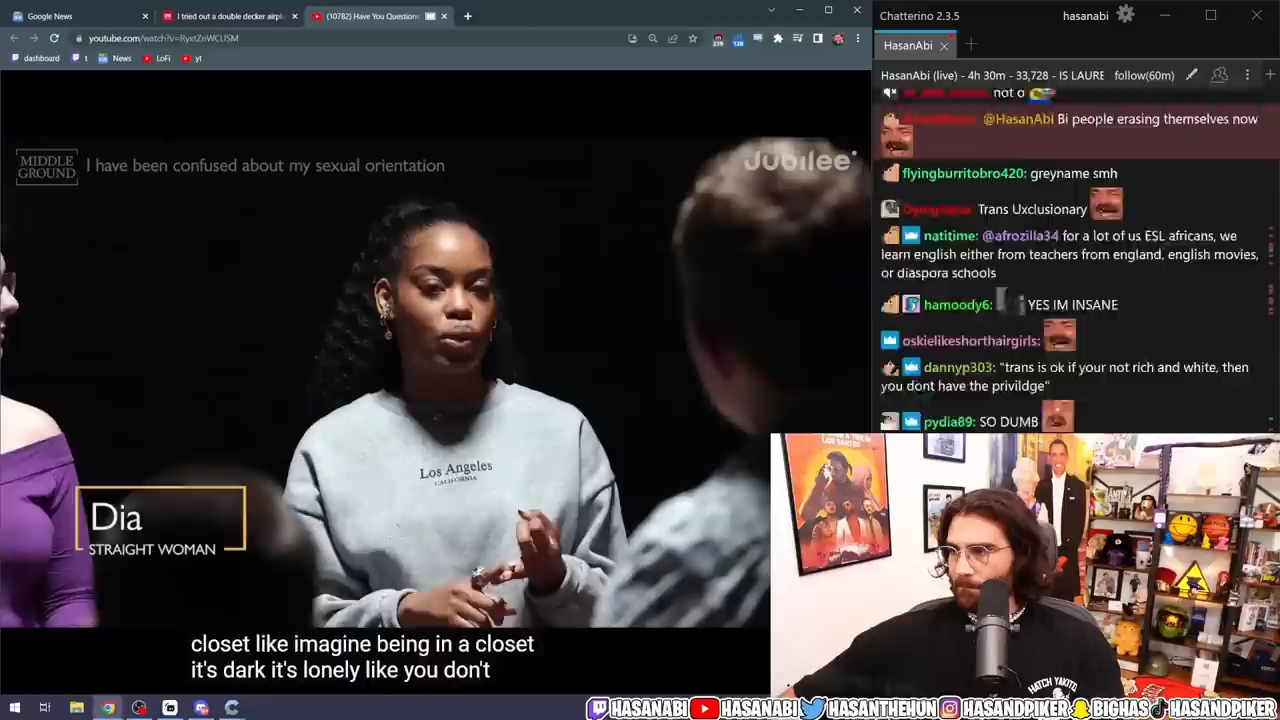 Google News
I tried out a double decker airpl
(10782) Have You Question
youtube.com/watch?v=RyxtZnWCUSM
dashboard
t
News
LoFi
yt
MIDDLE
GROUND
I have been confused about my sexual orientation
Jubilee
Los Angeles
CALIFORNIA
Dia
STRAIGHT WOMAN
closet like imagine being in a closet
it's dark it's lonely like you don't
Chatterino 2.3.5
hasanabi
HasanAbi
HasanAbi (live) - 4h 30m - 33,728 - IS LAURE
follow(60m)
not o
@HasanAbi Bi people erasing themselves now
flyingburritobro420: greyname smh
Trans Uxclusionary
natitime: @afrozilla34 for a lot of us ESL africans, we
learn english either from teachers from england, english movies,
or diaspora schools
hamoody6: YES IM INSANE
oskielikeshorthairgirls:
dannyp303: "trans is ok if your not rich and white, then
you dont have the prividge"
pydia89: SO DUMB
HASANABI
HASANABI
HASANTHEHUN
HASANDPIKER
BIGHAS
HASANDPIKER